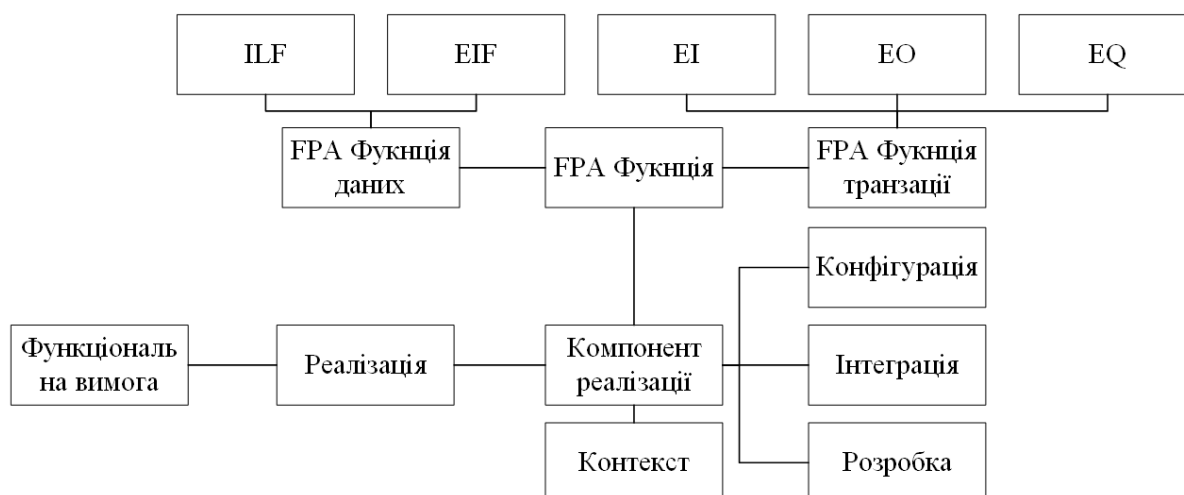 ILF
EIF
EI
EO
EQ
FPA Фукнція
даних
FPA Фукнція
FPA Фукнція
транзації
Конфігурація
Функціональ
на вимога
Реалізація
Компонент
реалізації
Інтеграція
Контекст
Розробка